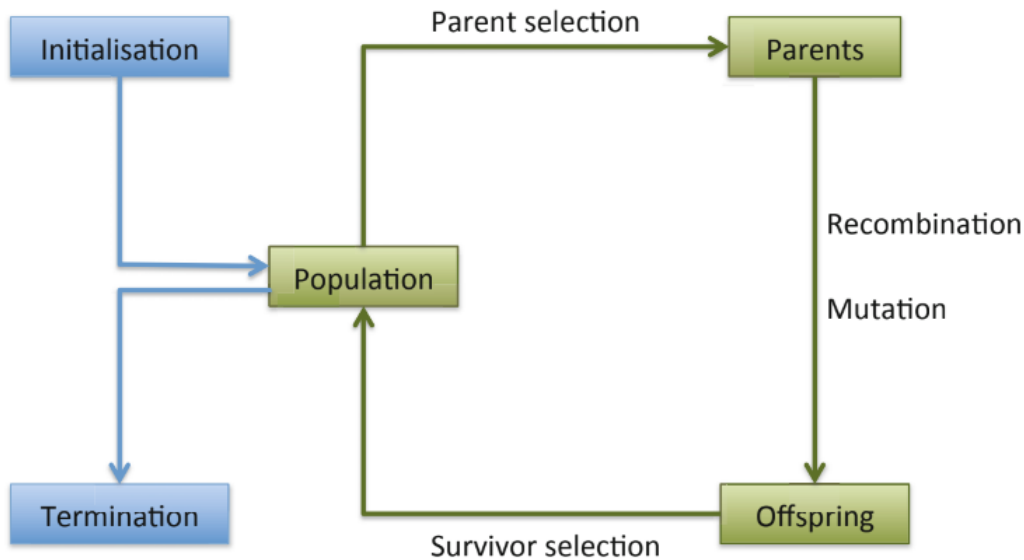 Parent selection
Initialisation
Parents
Recombination
Population
Mutation
Termination
Offspring
Survivor selection